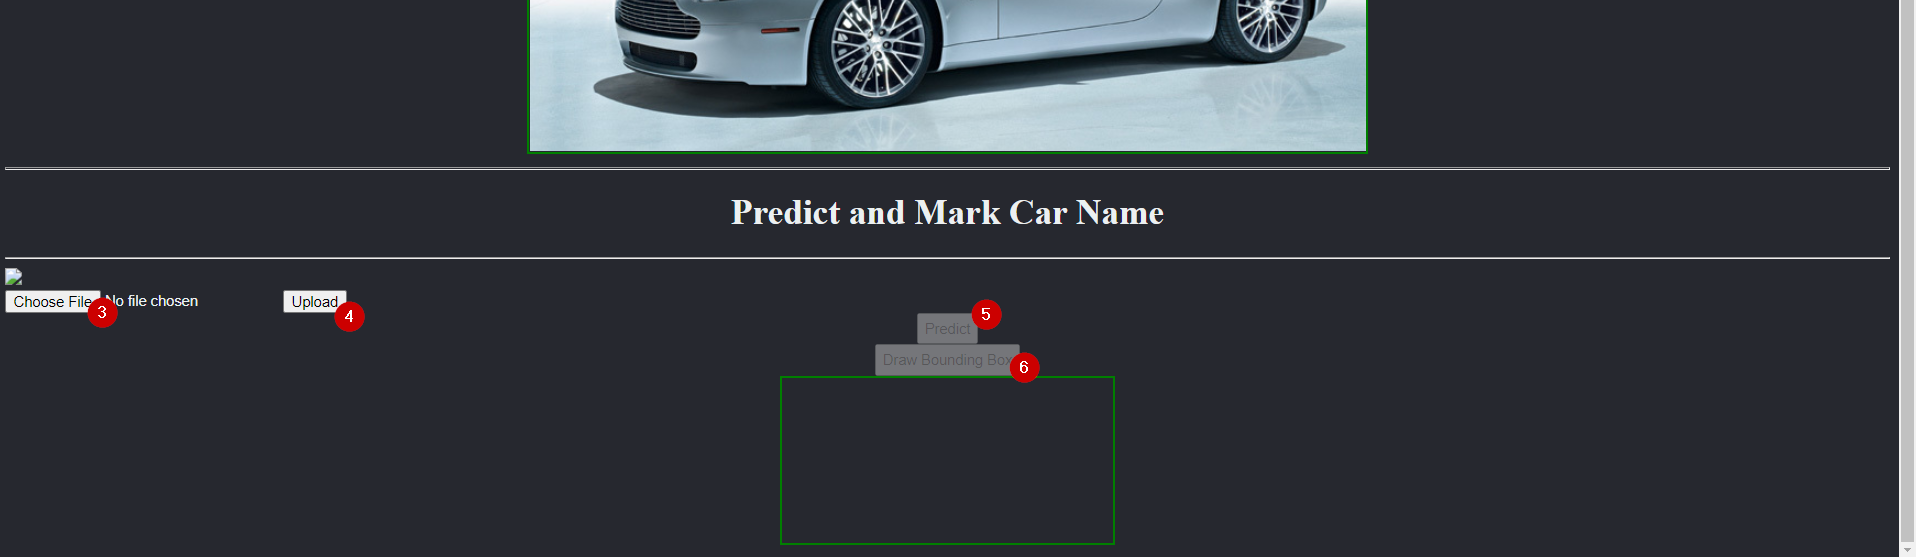 Predict and Mark Car Name
Choose File No file chosen Upload
3
4
5
Predict
Draw Bounding Box
6